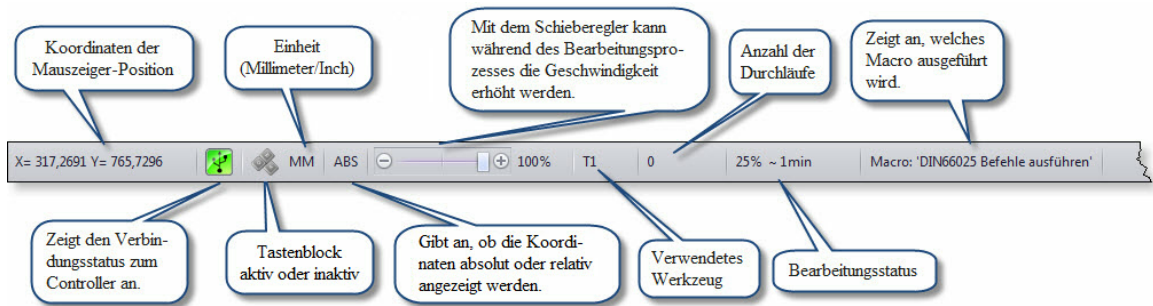 Koordinaten der
Mauszeiger-Position
Einheit
(Millimeter/Inch)
Mit dem Schieberegler kann
während des Bearbeitungspro-
zesses die Geschwindigkeit
erhöht werden.
Anzahl der
Durchläufe
Zeigt an, welches
Macro ausgeführt
wird.
X= 317,2691 Y= 765,7296 MM ABS 100% T1 0 25% ~ 1min Macro: 'DIN66025 Befehle ausführen'
Zeigt den Verbin-
dungsstatus zum
Controller an.
Tastenblock
aktiv oder inaktiv
Gibt an, ob die Koordi-
naten absolut oder relativ
angezeigt werden.
Verwendetes
Werkzeug
Bearbeitungsstatus